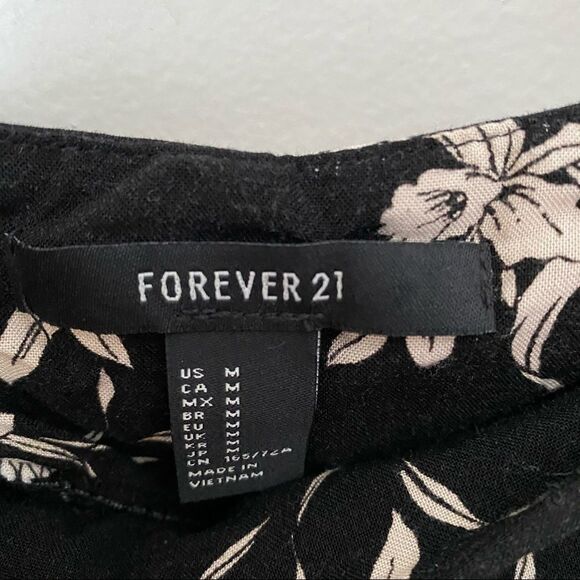 FOREVER 21
US M
CA M
MX M
BR M
EU M
UK M
KR M
JP M
CN 165/72A
MADE IN
VIETNAM